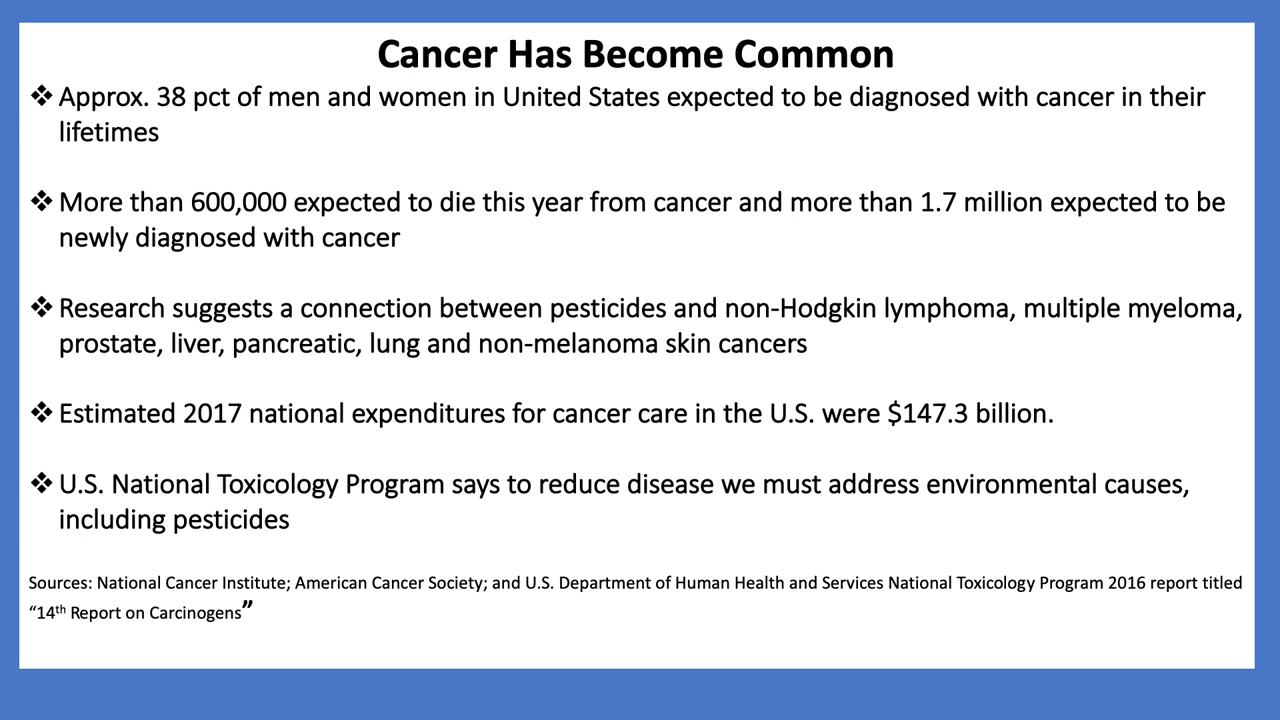 Cancer Has Become Common
❖ Approx. 38 pct of men and women in United States expected to be diagnosed with cancer in their
lifetimes
❖ More than 600,000 expected to die this year from cancer and more than 1.7 million expected to be
newly diagnosed with cancer
❖ Research suggests a connection between pesticides and non-Hodgkin lymphoma, multiple myeloma,
prostate, liver, pancreatic, lung and non-melanoma skin cancers
❖ Estimated 2017 national expenditures for cancer care in the U.S. were $147.3 billion.
❖ U.S. National Toxicology Program says to reduce disease we must address environmental causes,
including pesticides
Sources: National Cancer Institute; American Cancer Society; and U.S. Department of Human Health and Services National Toxicology Program 2016 report titled
“14th Report on Carcinogens”